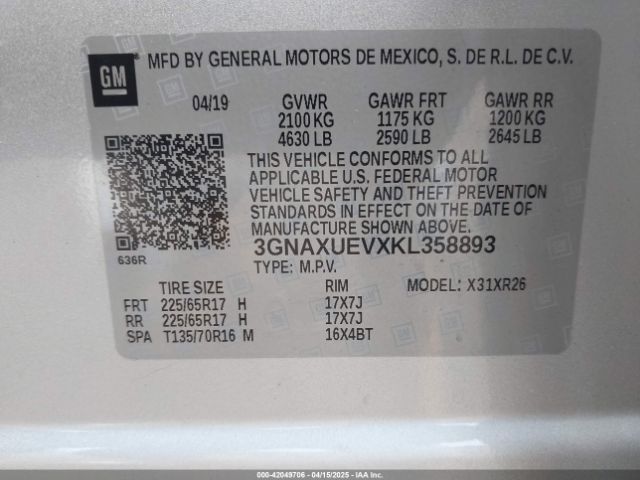 GM
MFD BY GENERAL MOTORS DE MEXICO, S. DE R.L. DE C.V.
04/19 GVWR GAWR FRT GAWR RR
2100 KG 1175 KG 1200 KG
4630 LB 2590 LB 2645 LB
THIS VEHICLE CONFORMS TO ALL
APPLICABLE U.S. FEDERAL MOTOR
VEHICLE SAFETY AND THEFT PREVENTION
STANDARDS IN EFFECT ON THE DATE OF
MANUFACTURE SHOWN ABOVE.
3GNAXUEVXKL358893
636R TYPE: M.P.V.
TIRE SIZE RIM MODEL: X31XR26
FRT 225/65R17 H 17X7J
RR 225/65R17 H 17X7J
SPA T135/70R16 M 16X4BT
000-42049706 - 04/15/2025 - IAAI.COM